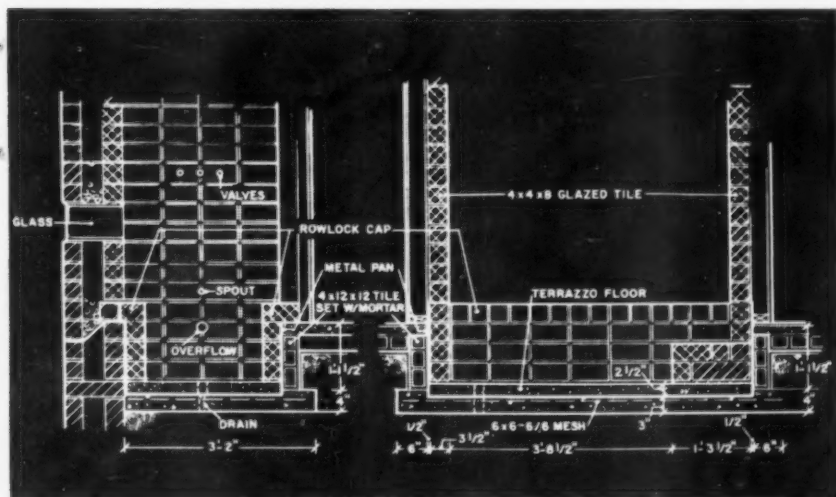 VALVES
GLASS
ROWLOCK CAP
METAL PAN
SPOUT
4x12x12 TILE
SET W/MORTAR
OVERFLOW
DRAIN
3'-2"
4x4x8 GLAZED TILE
TERRAZZO FLOOR
2 1/2"
1'-1 1/2"
4"
1'-1 1/2"
4"
1/2"
6x6-6/6 MESH
3"
1/2"
6"
3 1/2"
3'-8 1/2"
1'-3 1/2"
6"